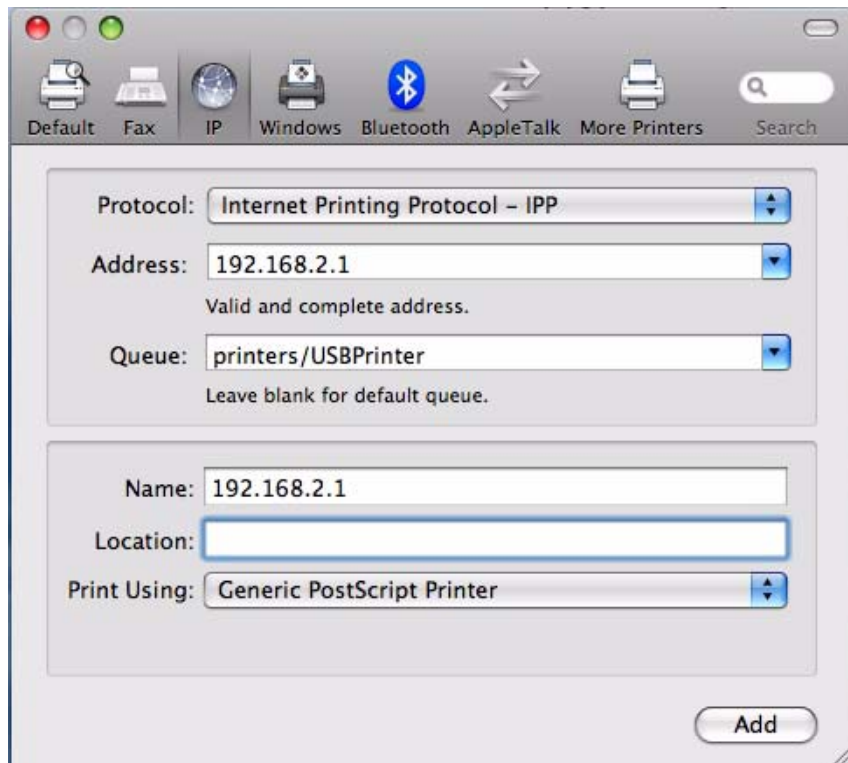 Default Fax IP Windows Bluetooth AppleTalk More Printers Search
Protocol: Internet Printing Protocol – IPP
Address: 192.168.2.1
Valid and complete address.
Queue: printers/USBPrinter
Leave blank for default queue.
Name: 192.168.2.1
Location:
Print Using: Generic PostScript Printer
Add